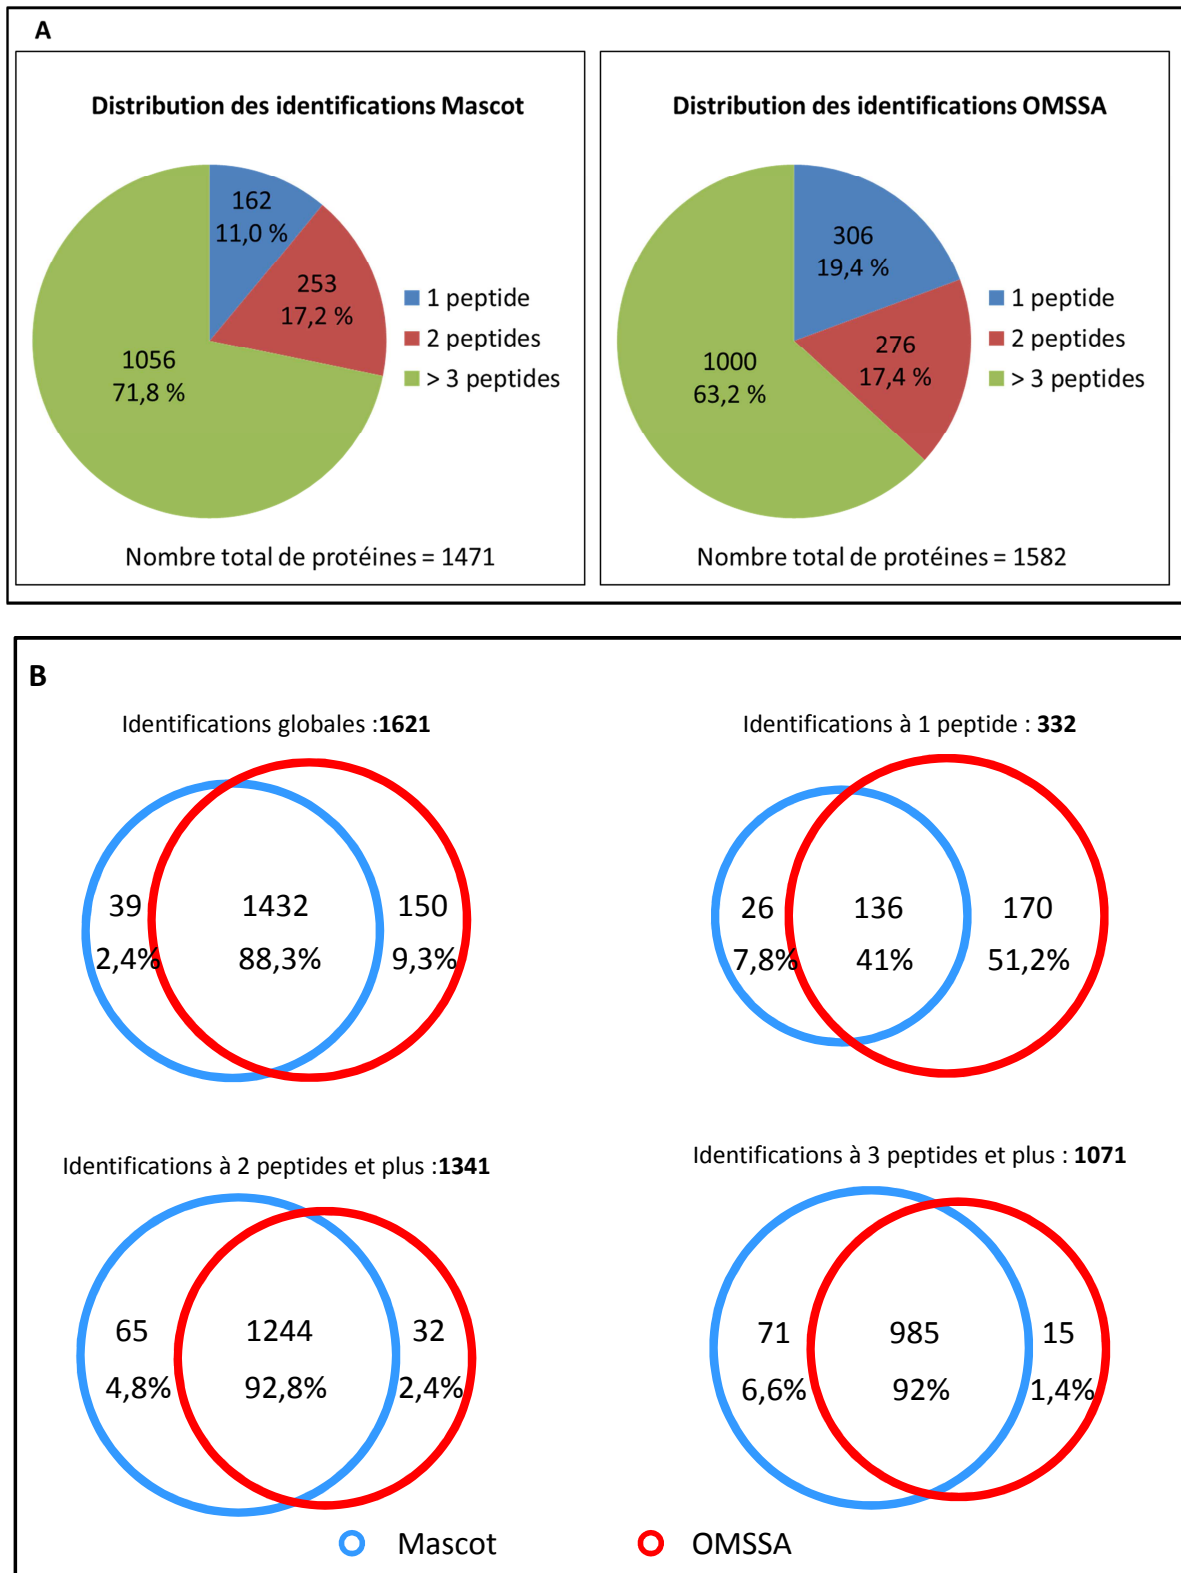 A
Distribution des identifications Mascot
162
11,0 %
253
17,2 %
1056
71,8 %
1 peptide
2 peptides
> 3 peptides
Nombre total de protéines = 1471
Distribution des identifications OMSSA
306
19,4 %
276
17,4 %
1000
63,2 %
1 peptide
2 peptides
> 3 peptides
Nombre total de protéines = 1582
B
Identifications globales :1621
39
2,4%
1432
88,3%
150
9,3%
Identifications à 1 peptide : 332
26
7,8%
136
41%
170
51,2%
Identifications à 2 peptides et plus :1341
65
4,8%
1244
92,8%
32
2,4%
Identifications à 3 peptides et plus : 1071
71
6,6%
985
92%
15
1,4%
Mascot
OMSSA